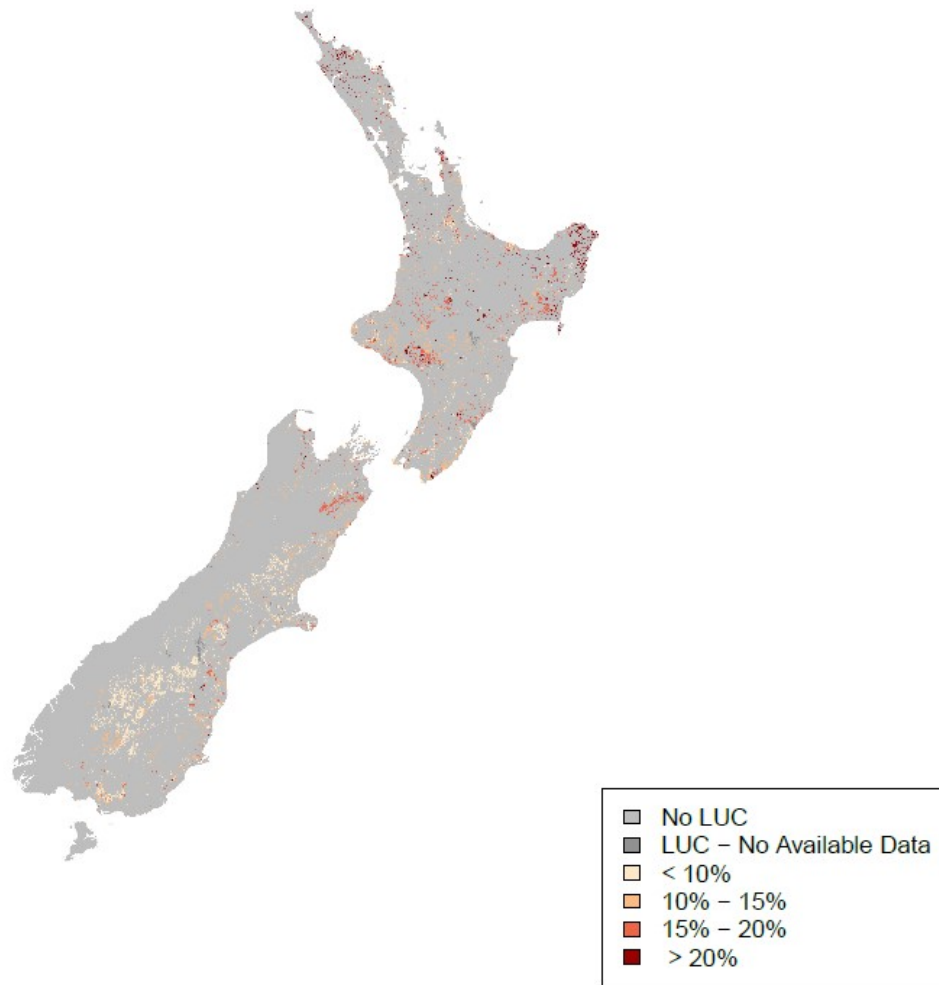 No LUC
LUC − No Available Data
< 10%
10% − 15%
15% − 20%
> 20%